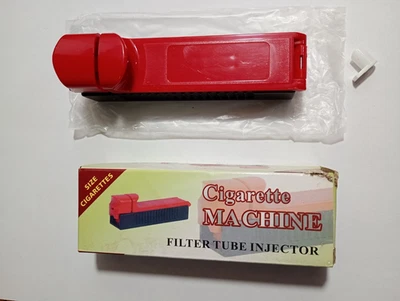 SIZE
CIGARETTES
Cigarette
MACHINE
FILTER TUBE INJECTOR